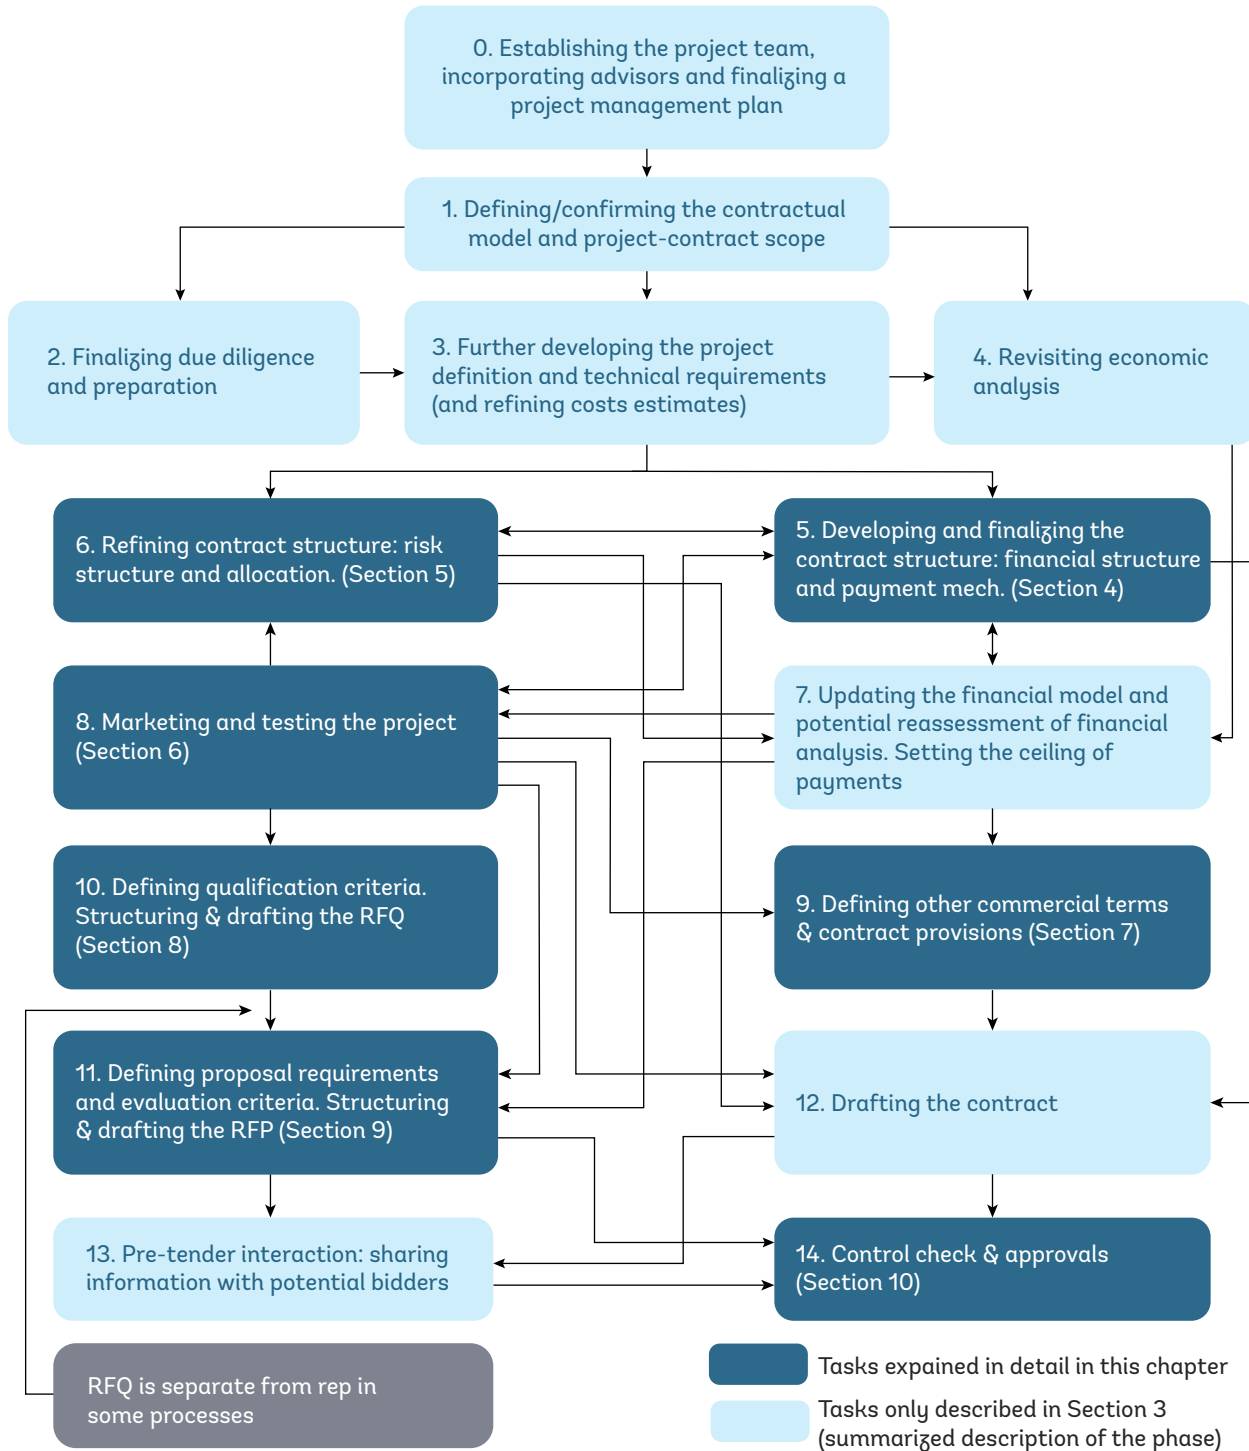 0. Establishing the project team,
incorporating advisors and finalizing a
project management plan
1. Defining/confirming the contractual
model and project-contract scope
2. Finalizing due diligence
and preparation
3. Further developing the project
definition and technical requirements
(and refining costs estimates)
4. Revisiting economic
analysis
6. Refining contract structure: risk
structure and allocation. (Section 5)
5. Developing and finalizing the
contract structure: financial structure
and payment mech. (Section 4)
8. Marketing and testing the project
(Section 6)
7. Updating the financial model and
potential reassessment of financial
analysis. Setting the ceiling of
payments
10. Defining qualification criteria.
Structuring & drafting the RFQ
(Section 8)
9. Defining other commercial terms
& contract provisions (Section 7)
11. Defining proposal requirements
and evaluation criteria. Structuring
& drafting the RFP (Section 9)
12. Drafting the contract
13. Pre-tender interaction: sharing
information with potential bidders
14. Control check & approvals
(Section 10)
RFQ is separate from rep in
some processes
Tasks expained in detail in this chapter
Tasks only described in Section 3
(summarized description of the phase)